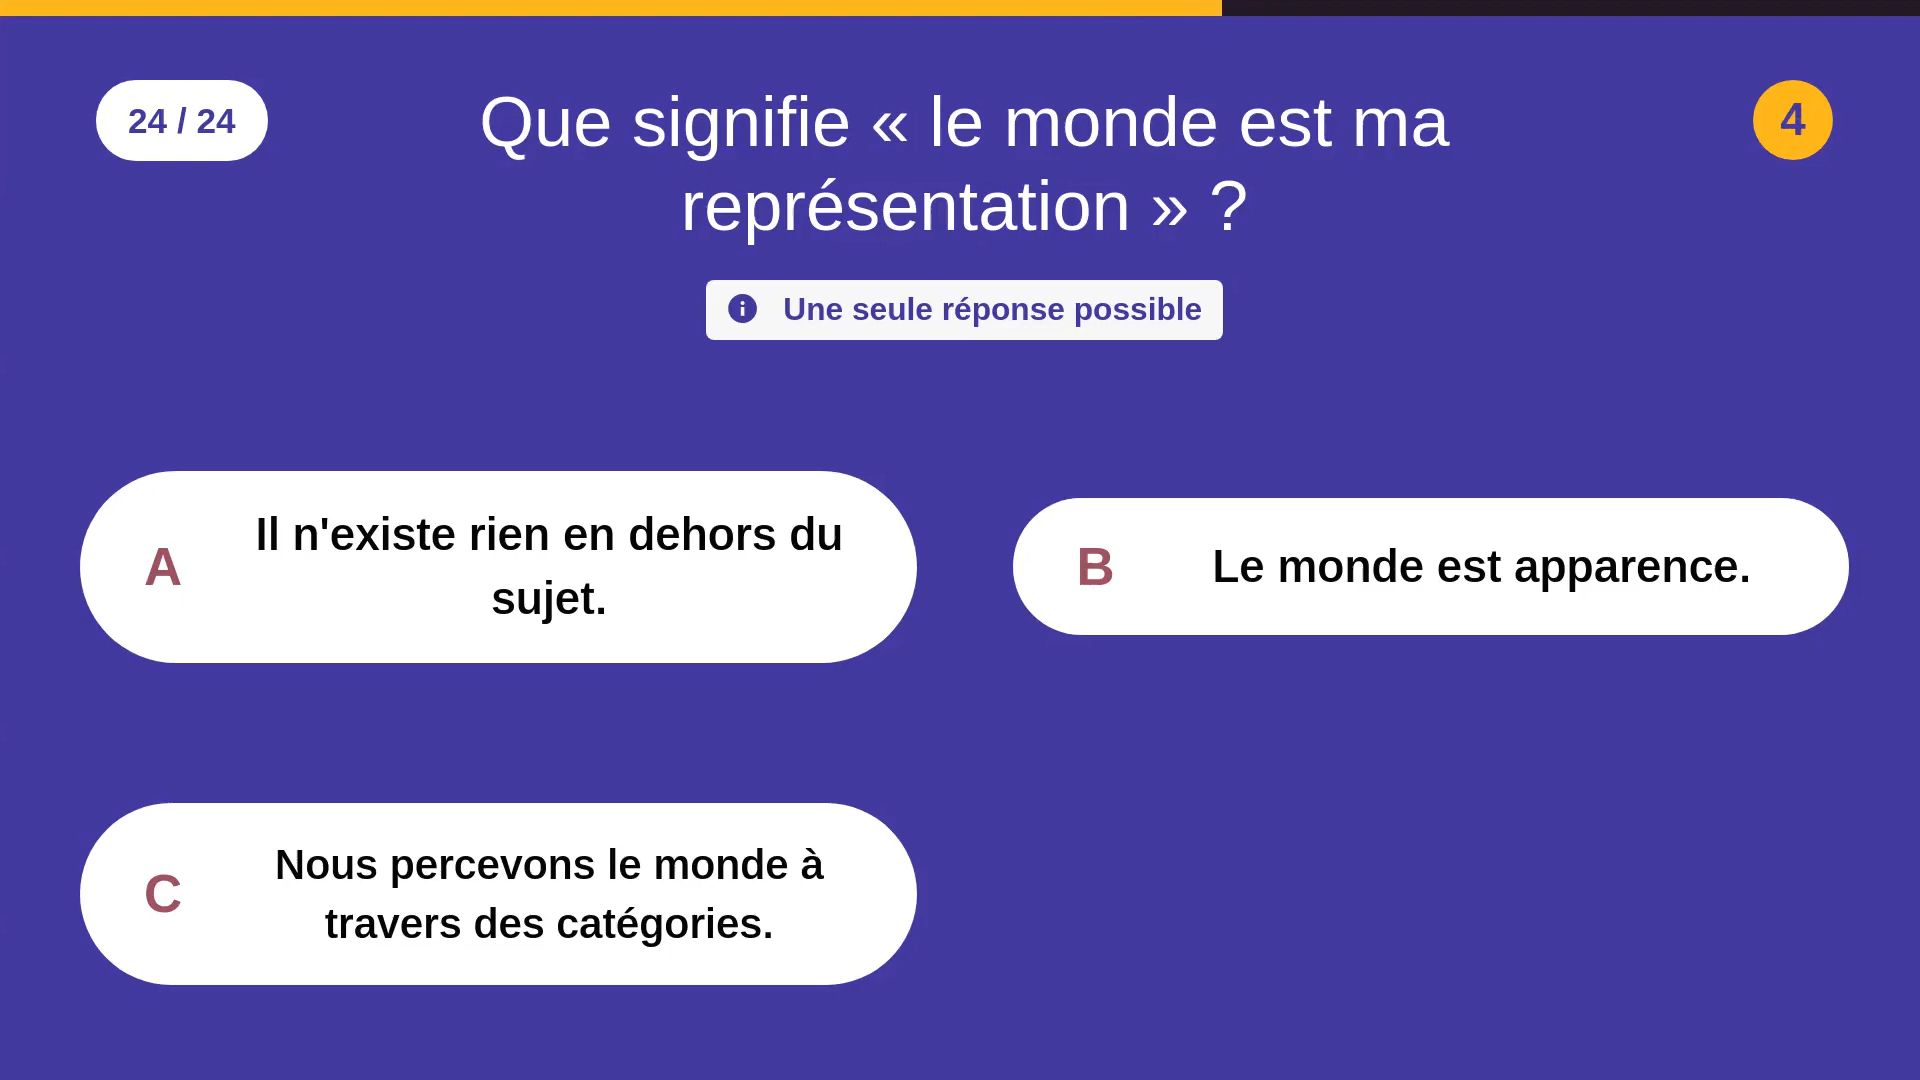 24 / 24
Que signifie « le monde est ma
représentation » ?
4
Une seule réponse possible
A
Il n'existe rien en dehors du
sujet.
B
Le monde est apparence.
C
Nous percevons le monde à
travers des catégories.